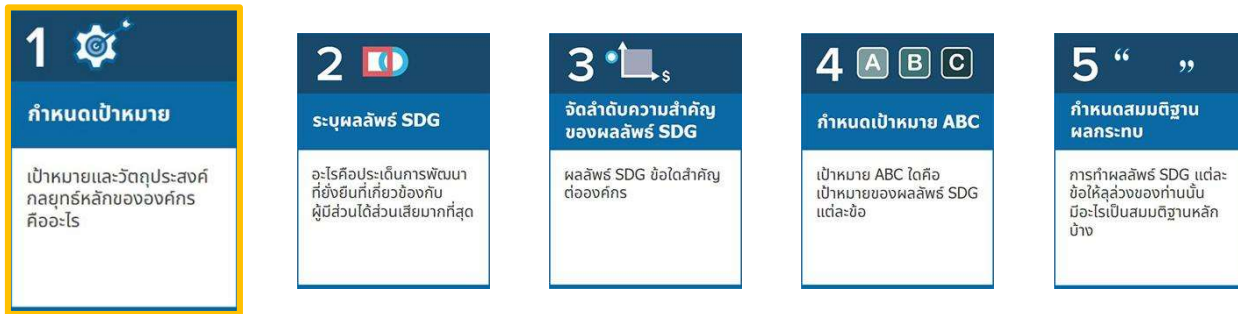 1
กำหนดเป้าหมาย
เป้าหมายและวัตถุประสงค์
กลยุทธ์หลักขององค์กร
คืออะไร
2
ระบุผลลัพธ์ SDG
อะไรคือประเด็นการพัฒนา
ที่ยั่งยืนที่เกี่ยวข้องกับ
ผู้มีส่วนได้ส่วนเสียมากที่สุด
3 $
จัดลำดับความสำคัญ
ของผลลัพธ์ SDG
ผลลัพธ์ SDG ข้อใดสำคัญ
ต่อองค์กร
4 A B C
กำหนดเป้าหมาย ABC
เป้าหมาย ABC ใดคือ
เป้าหมายของผลลัพธ์ SDG
แต่ละข้อ
5 “ ”
กำหนดสมมติฐาน
ผลกระทบ
การทำผลลัพธ์ SDG แต่ละ
ข้อให้ลุล่วงของท่านนั้น
มีอะไรเป็นสมมติฐานหลัก
บ้าง